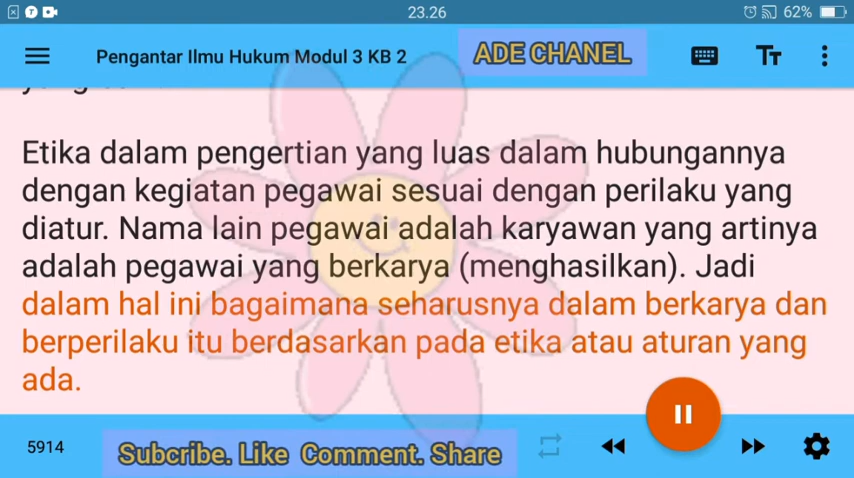 23.26
62%
Pengantar Ilmu Hukum Modul 3 KB 2
ADE CHANEL
Tт
Etika dalam pengertian yang luas dalam hubungannya
dengan kegiatan pegawai sesuai dengan perilaku yang
diatur. Nama lain pegawai adalah karyawan yang artinya
adalah pegawai yang berkarya (menghasilkan). Jadi
dalam hal ini bagaimana seharusnya dalam berkarya dan
berperilaku itu berdasarkan pada etika atau aturan yang
ada.
5914
Subcribe. Like Comment. Share